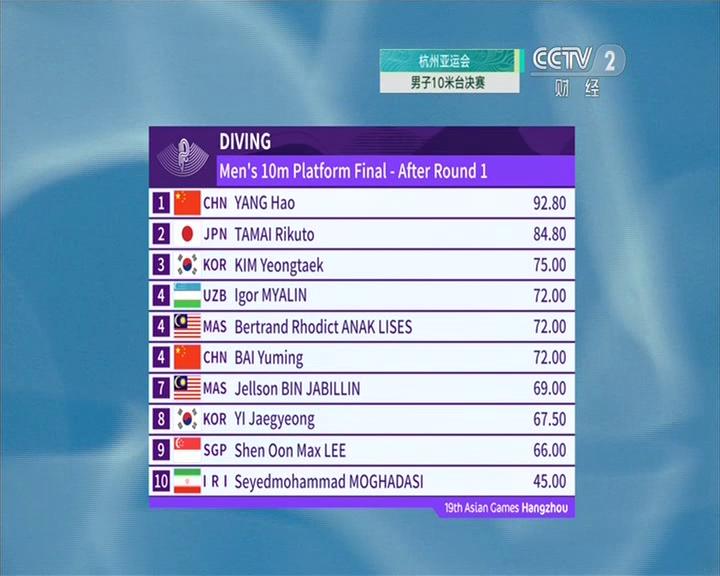 杭州亚运会
男子10米台决赛
CCTV 2
财 经
DIVING
Men's 10m Platform Final - After Round 1
1 CHN YANG Hao 92.80
2 JPN TAMAI Rikuto 84.80
3 KOR KIM Yeongtaek 75.00
4 UZB Igor MYALIN 72.00
4 MAS Bertrand Rhodict ANAK LISES 72.00
4 CHN BAI Yuming 72.00
7 MAS Jellson BIN JABILLIN 69.00
8 KOR YI Jaegyeong 67.50
9 SGP Shen Oon Max LEE 66.00
10 IRI Seyedmohammad MOGHADASI 45.00
19th Asian Games Hangzhou